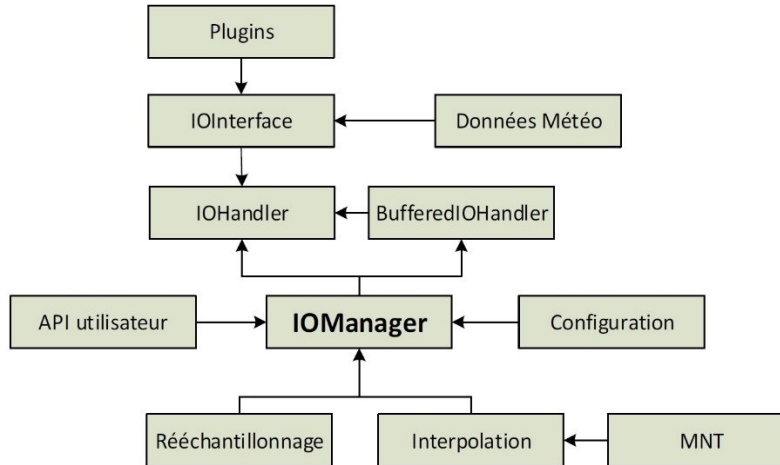 Plugins
IOInterface
Données Météo
IOHandler
BufferedIOHandler
API utilisateur
IOManager
Configuration
Rééchantillonnage
Interpolation
MNT